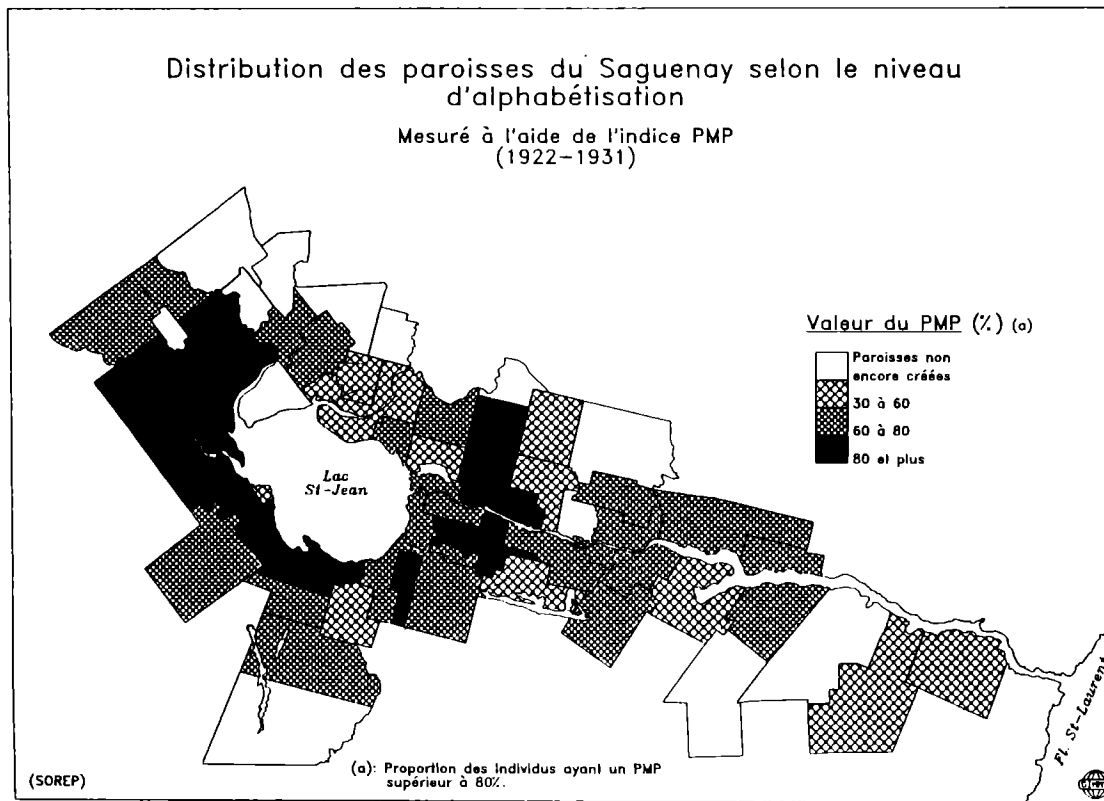 Distribution des paroisses du Saguenay selon le niveau
d'alphabétisation
Mesuré à l'aide de l'indice PMP
(1922-1931)
Valeur du PMP (%) (a)
Paroisses non
encore créées
30 à 60
60 à 80
80 et plus
Lac
St-Jean
Fl. St-Laurent
(a): Proportion des individus ayant un PMP
supérieur à 80%.
(SOREP)